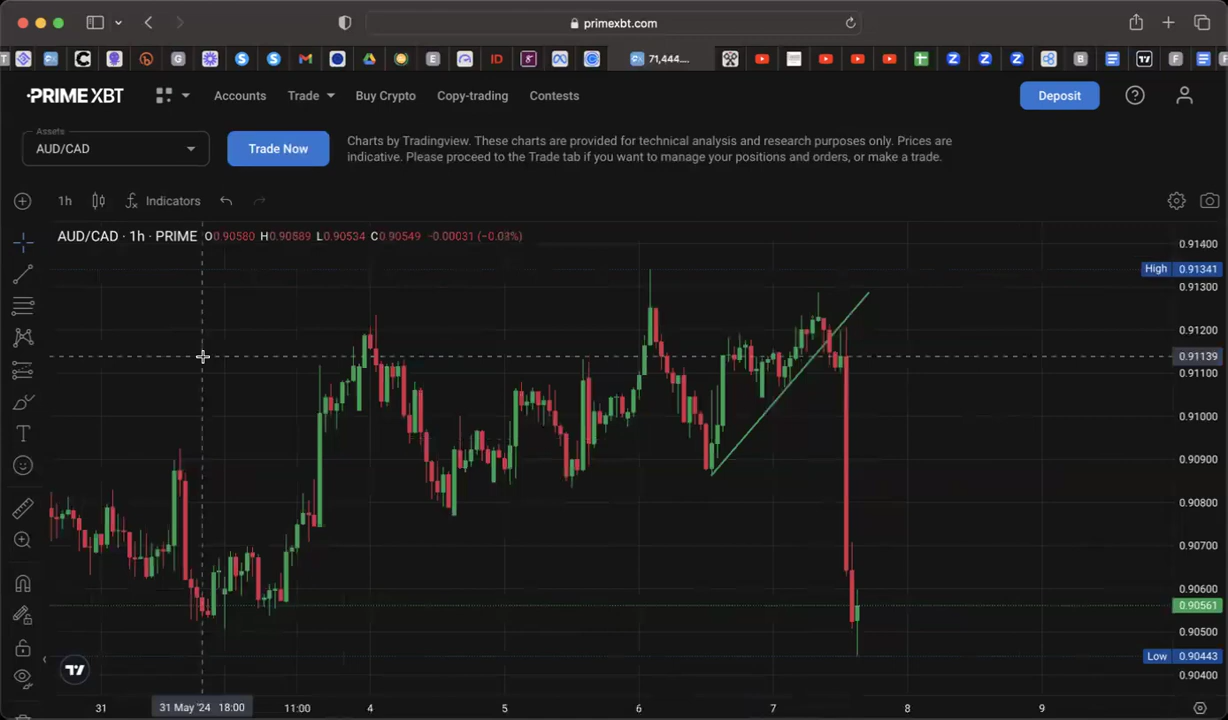 primexbt.com
71,444....
PRIME XBT
Accounts
Trade
Buy Crypto
Copy-trading
Contests
Deposit
Assets
AUD/CAD
Trade Now
Charts by Tradingview. These charts are provided for technical analysis and research purposes only. Prices are
indicative. Please proceed to the Trade tab if you want to manage your positions and orders, or make a trade.
1h
Indicators
AUD/CAD · 1h · PRIME O0.90580 H0.90589 L0.90534 C0.90549 -0.00031
0.91400
High 0.91341
0.91300
0.91200
0.91139
0.91100
0.91000
0.90900
0.90800
0.90700
0.90600
0.90561
0.90500
Low 0.90443
0.90400
31
31 May '24 18:00
11:00
4
5
6
7
8
9